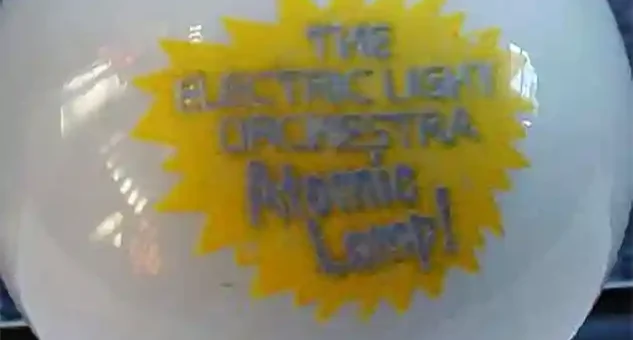 THE
ELECTRIC LIGHT
ORCHESTRA
Atomic
Lamp!